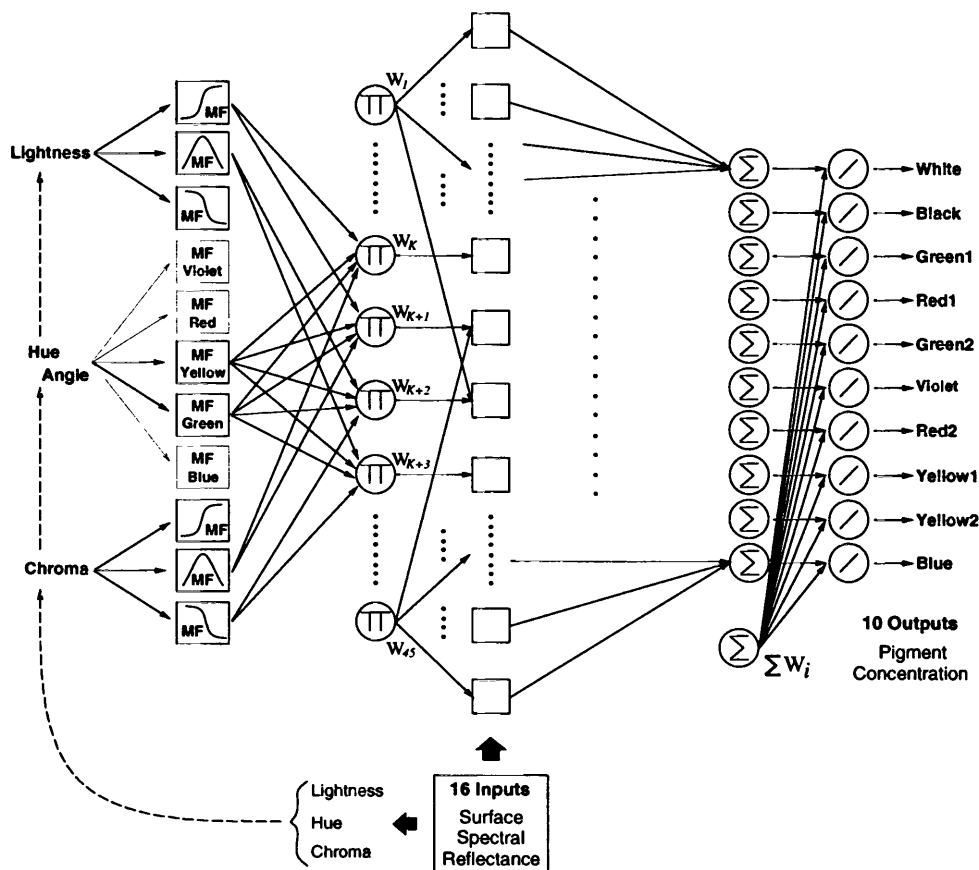 Lightness
Hue
Angle
Chroma
MF
MF
MF
MF
Violet
MF
Red
MF
Yellow
MF
Green
MF
Blue
MF
MF
MF
W1
Π
WK
Π
WK+1
Π
WK+2
Π
WK+3
Π
Π
W45
Σ
Σ
Σ
Σ
Σ
Σ
Σ
Σ
Σ
Σ
Σ
ΣWi
White
Black
Green1
Red1
Green2
Violet
Red2
Yellow1
Yellow2
Blue
10 Outputs
Pigment
Concentration
Lightness
Hue
Chroma
16 Inputs
Surface
Spectral
Reflectance